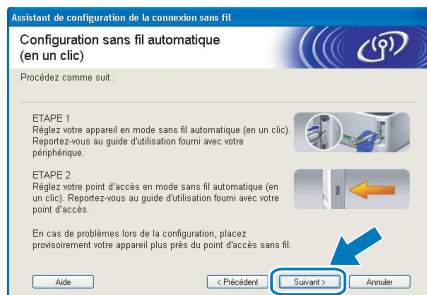 Assistant de configuration de la connexion sans fil
Configuration sans fil automatique
(en un clic)
Procédez comme suit :
ETAPE 1
Réglez votre appareil en mode sans fil automatique (en un clic).
Reportez-vous au guide d'utilisation fourni avec votre
périphérique.
ETAPE 2
Réglez votre point d'accès en mode sans fil automatique (en
un clic). Reportez-vous au guide d'utilisation fourni avec votre
point d'accès.
En cas de problèmes lors de la configuration, placez
provisoirement votre appareil plus près du point d'accès sans fil.
Aide
< Précédent
Suivant >
Annuler